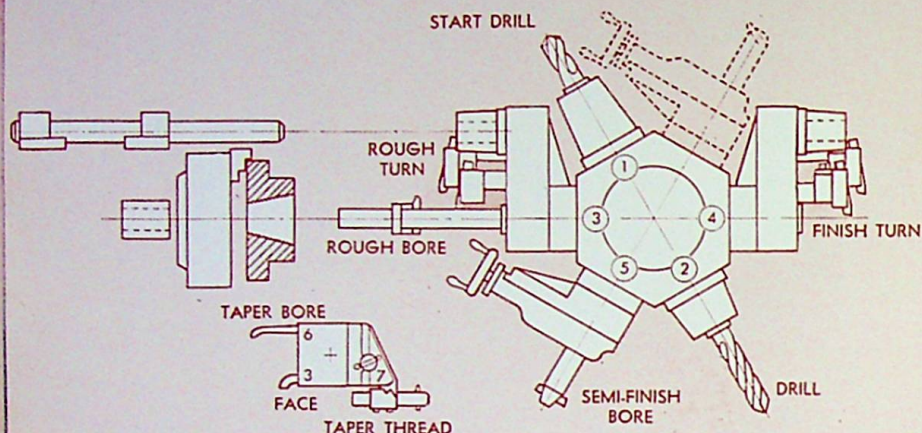 START DRILL
ROUGH
TURN
1
3
4
FINISH TURN
ROUGH BORE
5
2
TAPER BORE
6
3
7
FACE
TAPER THREAD
SEMI-FINISH
BORE
DRILL